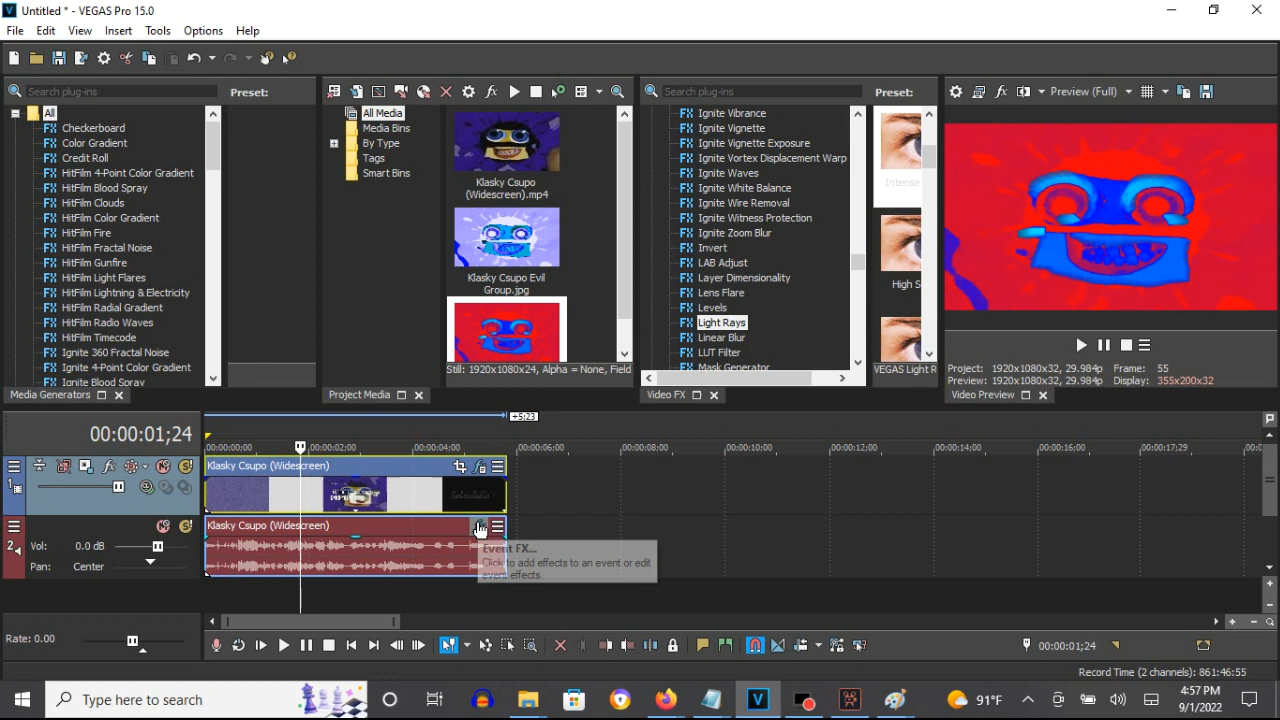 Untitled * - VEGAS Pro 15.0
File Edit View Insert Tools Options Help
Search plug-ins
Preset:
All
Checkerboard
Color Gradient
Credit Roll
HitFilm 4-Point Color Gradient
HitFilm Blood Spray
HitFilm Clouds
HitFilm Color Gradient
HitFilm Fire
HitFilm Fractal Noise
HitFilm Gunfire
HitFilm Light Flares
HitFilm Lightning & Electricity
HitFilm Radial Gradient
HitFilm Radio Waves
HitFilm Timecode
Ignite 360 Fractal Noise
Ignite 4-Point Color Gradient
Ignite Blood Spray
Media Generators
All Media
Media Bins
By Type
Tags
Smart Bins
Klasky Csupo
(Widescreen).mp4
Klasky Csupo Evil
Group.jpg
Still: 1920x1080x24, Alpha = None, Field
Project Media
Search plug-ins
Preset:
Ignite Vibrance
Ignite Vignette
Ignite Vignette Exposure
Ignite Vortex Displacement Warp
Ignite Waves
Ignite White Balance
Ignite Wire Removal
Ignite Witness Protection
Ignite Zoom Blur
Invert
LAB Adjust
Layer Dimensionality
Lens Flare
Levels
Light Rays
Linear Blur
LUT Filter
Mask Generator
Intense
High S
VEGAS Light R
Video FX
Preview (Full)
Project: 1920x1080x32, 29.984p Frame: 55
Preview: 1920x1080x32, 29.984p Display: 355x200x32
Video Preview
00:00:01;24
+5;23
00:00:00;00 00:00:02;00 00:00:04;00 00:00:06;00 00:00:08;00 00:00:10;00 00:00:12;00 00:00:14;00 00:00:16;00 00:00:17;29
1
Klasky Csupo (Widescreen)
2
Vol: 0.0 dB
Pan: Center
Klasky Csupo (Widescreen)
Event FX...
Click to add effects to an event or edit
event effects.
Rate: 0.00
00:00:01;24
Record Time (2 channels): 861:46:55
Type here to search
91°F
4:57 PM
9/1/2022